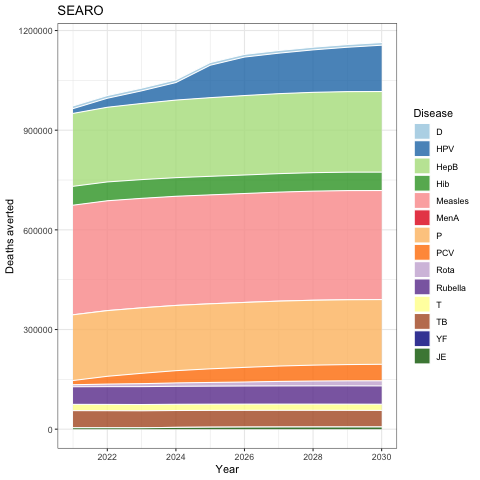 SEARO
1200000
900000
600000
300000
0
Deaths averted
2022
2024
2026
2028
2030
Year
Disease
D
HPV
HepB
Hib
Measles
MenA
P
PCV
Rota
Rubella
T
TB
YF
JE